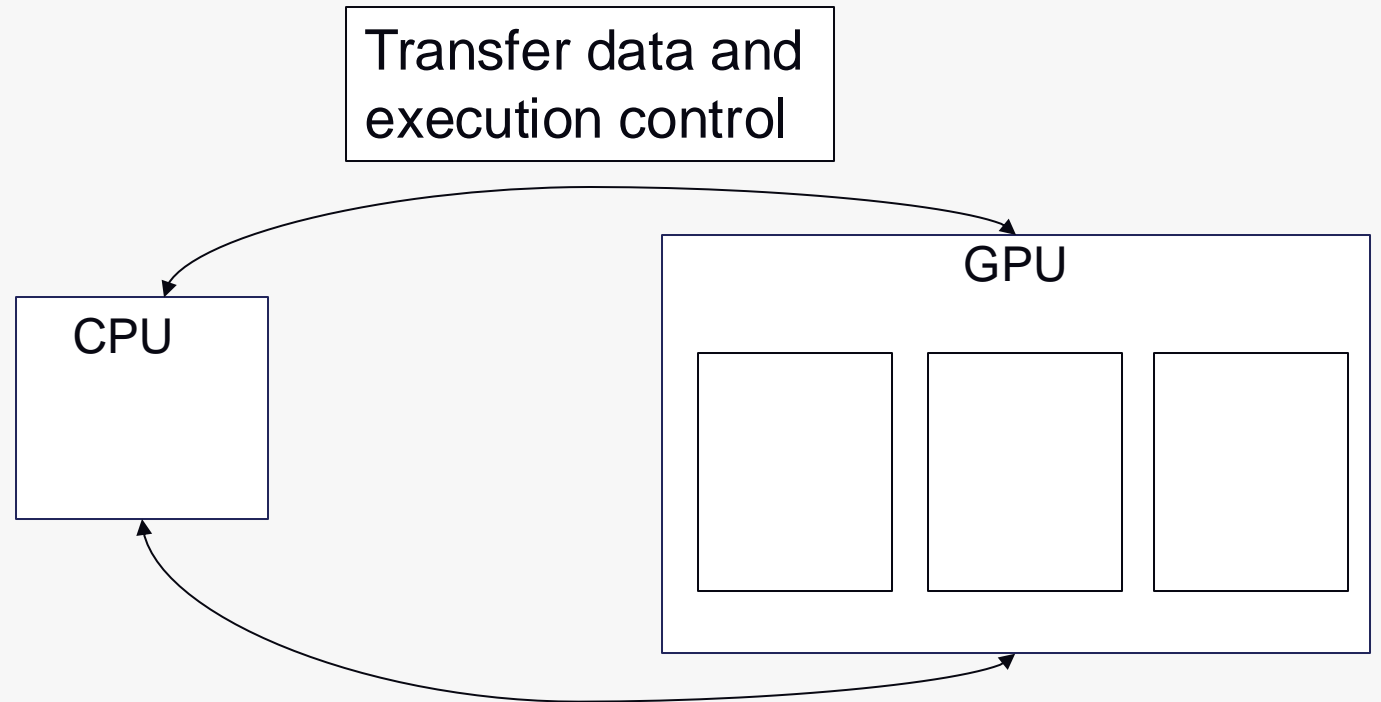 Transfer data and
execution control
GPU
CPU